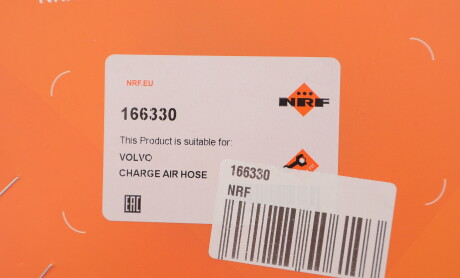 NRF.EU
NRF
166330
This Product is suitable for:
VOLVO
CHARGE AIR HOSE
EAC
166330
NRF